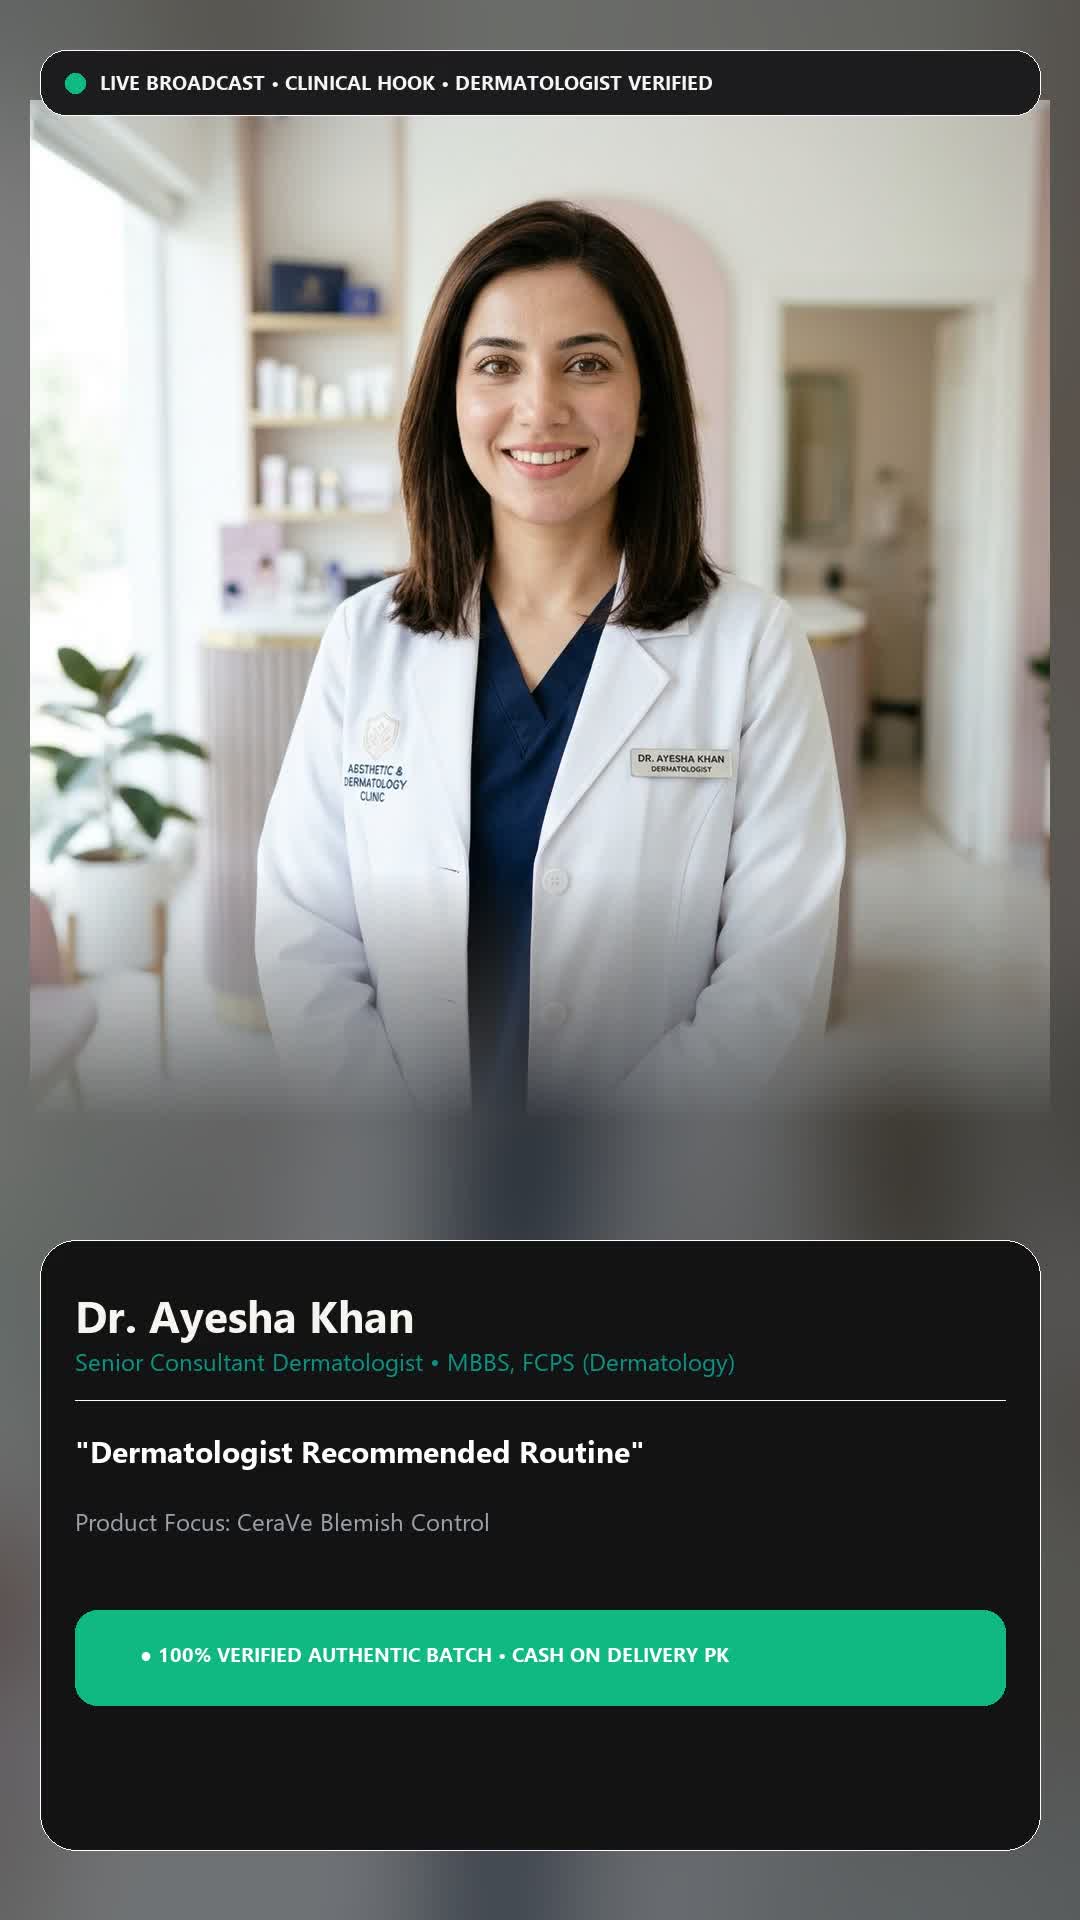 LIVE BROADCAST • CLINICAL HOOK • DERMATOLOGIST VERIFIED
ABSTHETIC &
DERMATOLOGY
CLINIC
DR. AYESHA KHAN
DERMATOLOGIST
Dr. Ayesha Khan
Senior Consultant Dermatologist • MBBS, FCPS (Dermatology)
"Dermatologist Recommended Routine"
Product Focus: CeraVe Blemish Control
• 100% VERIFIED AUTHENTIC BATCH • CASH ON DELIVERY PK